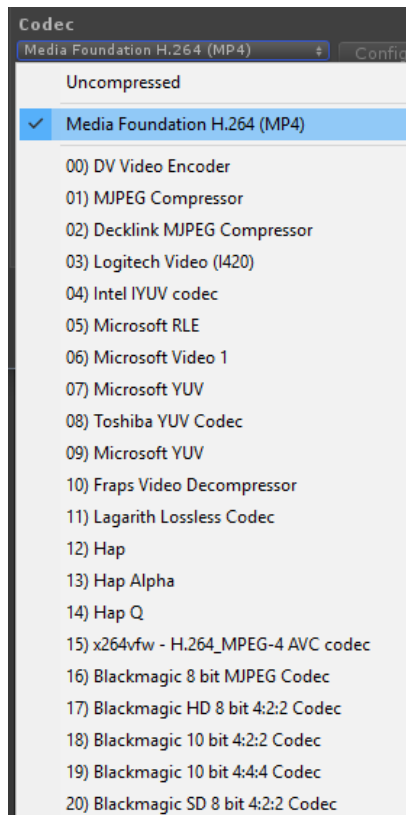 Codec
Media Foundation H.264 (MP4)
Config
Uncompressed
Media Foundation H.264 (MP4)
00) DV Video Encoder
01) MJPEG Compressor
02) Decklink MJPEG Compressor
03) Logitech Video (I420)
04) Intel IYUV codec
05) Microsoft RLE
06) Microsoft Video 1
07) Microsoft YUV
08) Toshiba YUV Codec
09) Microsoft YUV
10) Fraps Video Decompressor
11) Lagarith Lossless Codec
12) Hap
13) Hap Alpha
14) Hap Q
15) x264vfw - H.264_MPEG-4 AVC codec
16) Blackmagic 8 bit MJPEG Codec
17) Blackmagic HD 8 bit 4:2:2 Codec
18) Blackmagic 10 bit 4:2:2 Codec
19) Blackmagic 10 bit 4:4:4 Codec
20) Blackmagic SD 8 bit 4:2:2 Codec